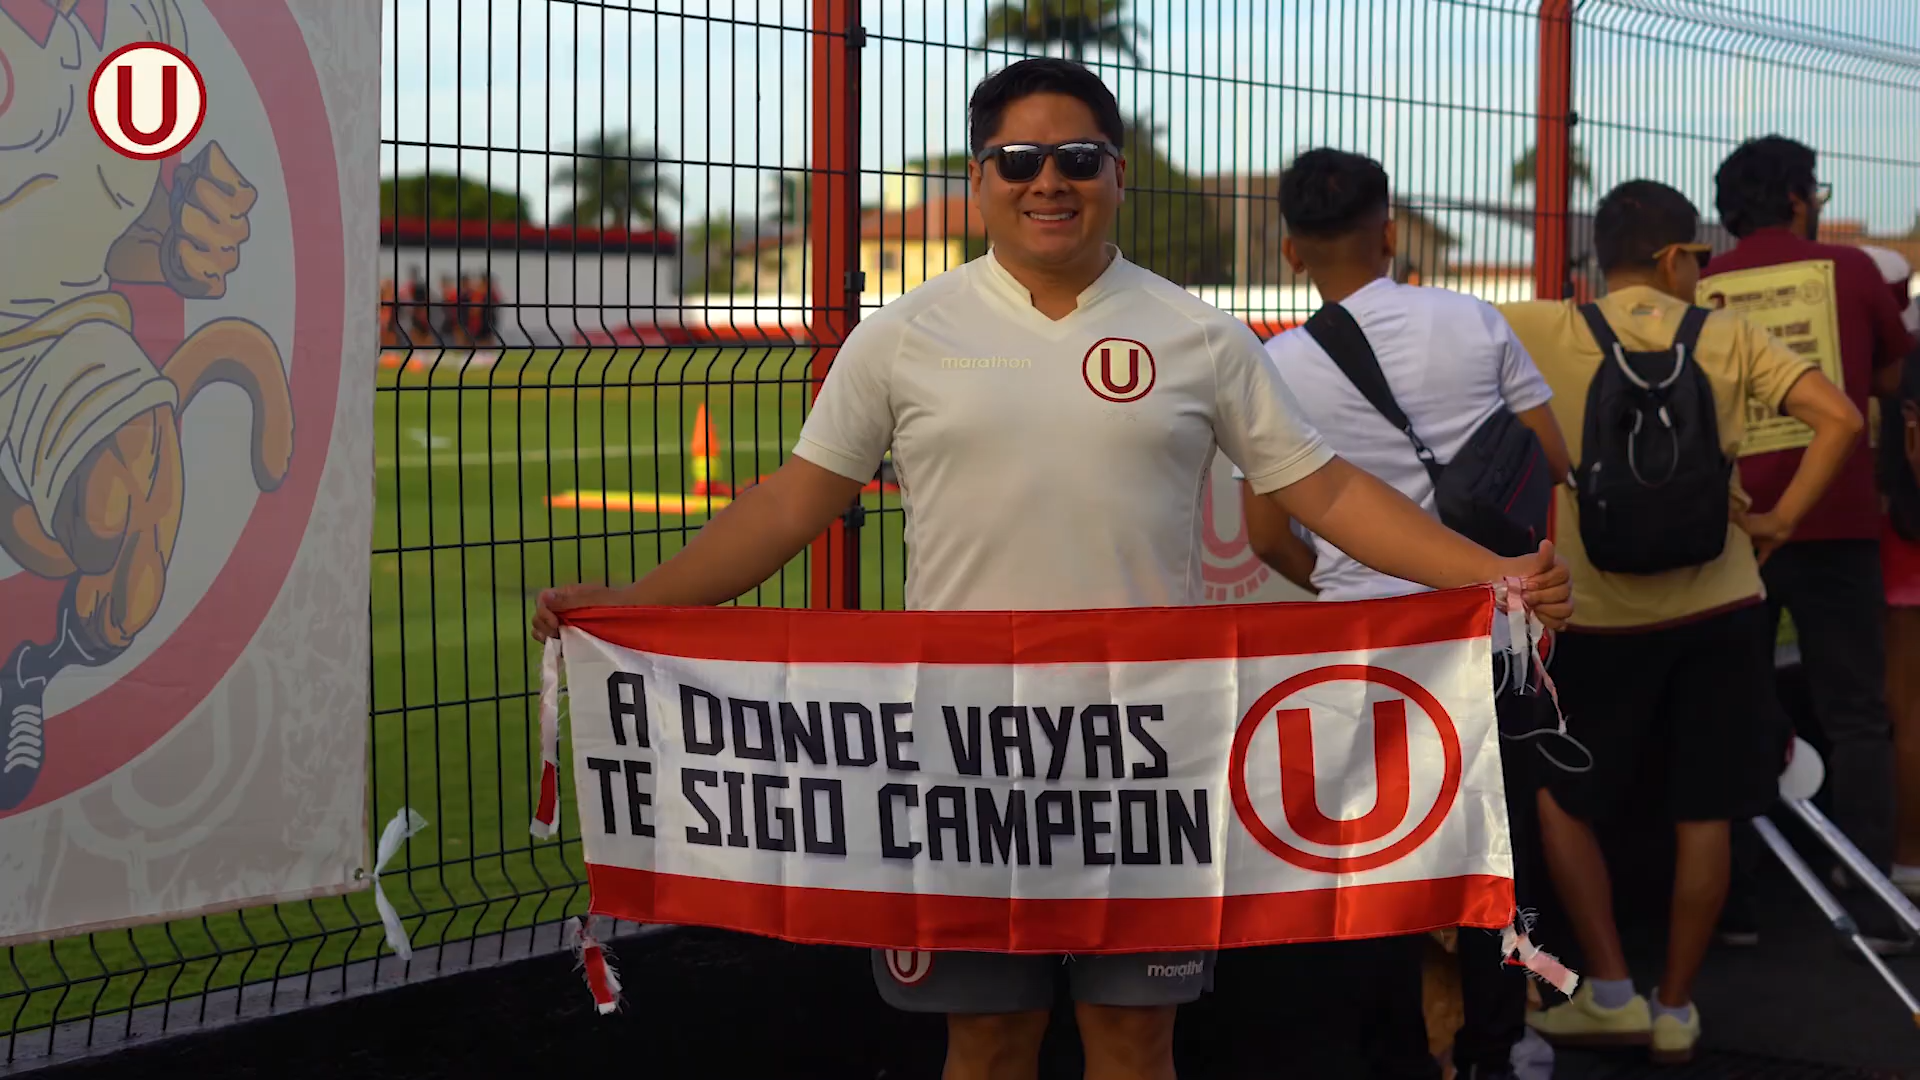 U
marathon
U
A DONDE VAYAS
TE SIGO CAMPEON
U
U
marathon